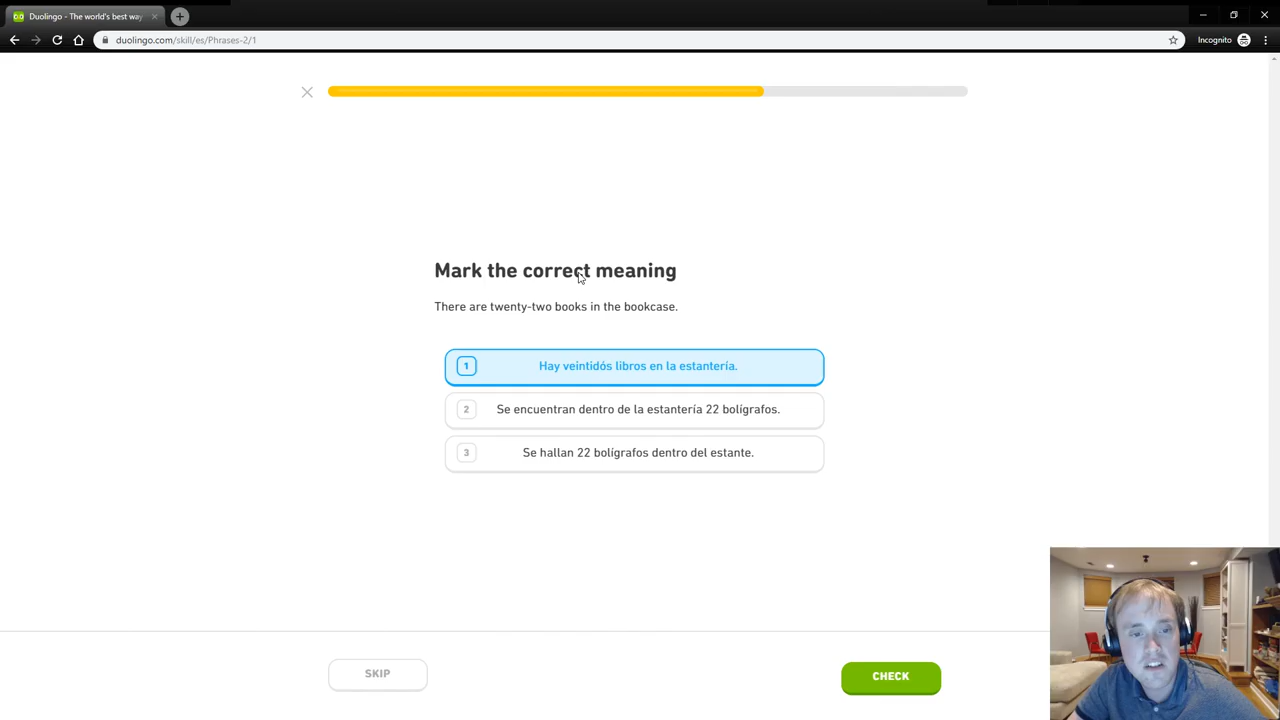 Duolingo - The world's best way
duolingo.com/skill/es/Phrases-2/1
Incognito
Mark the correct meaning
There are twenty-two books in the bookcase.
1 Hay veintidós libros en la estantería.
2 Se encuentran dentro de la estantería 22 bolígrafos.
3 Se hallan 22 bolígrafos dentro del estante.
SKIP
CHECK